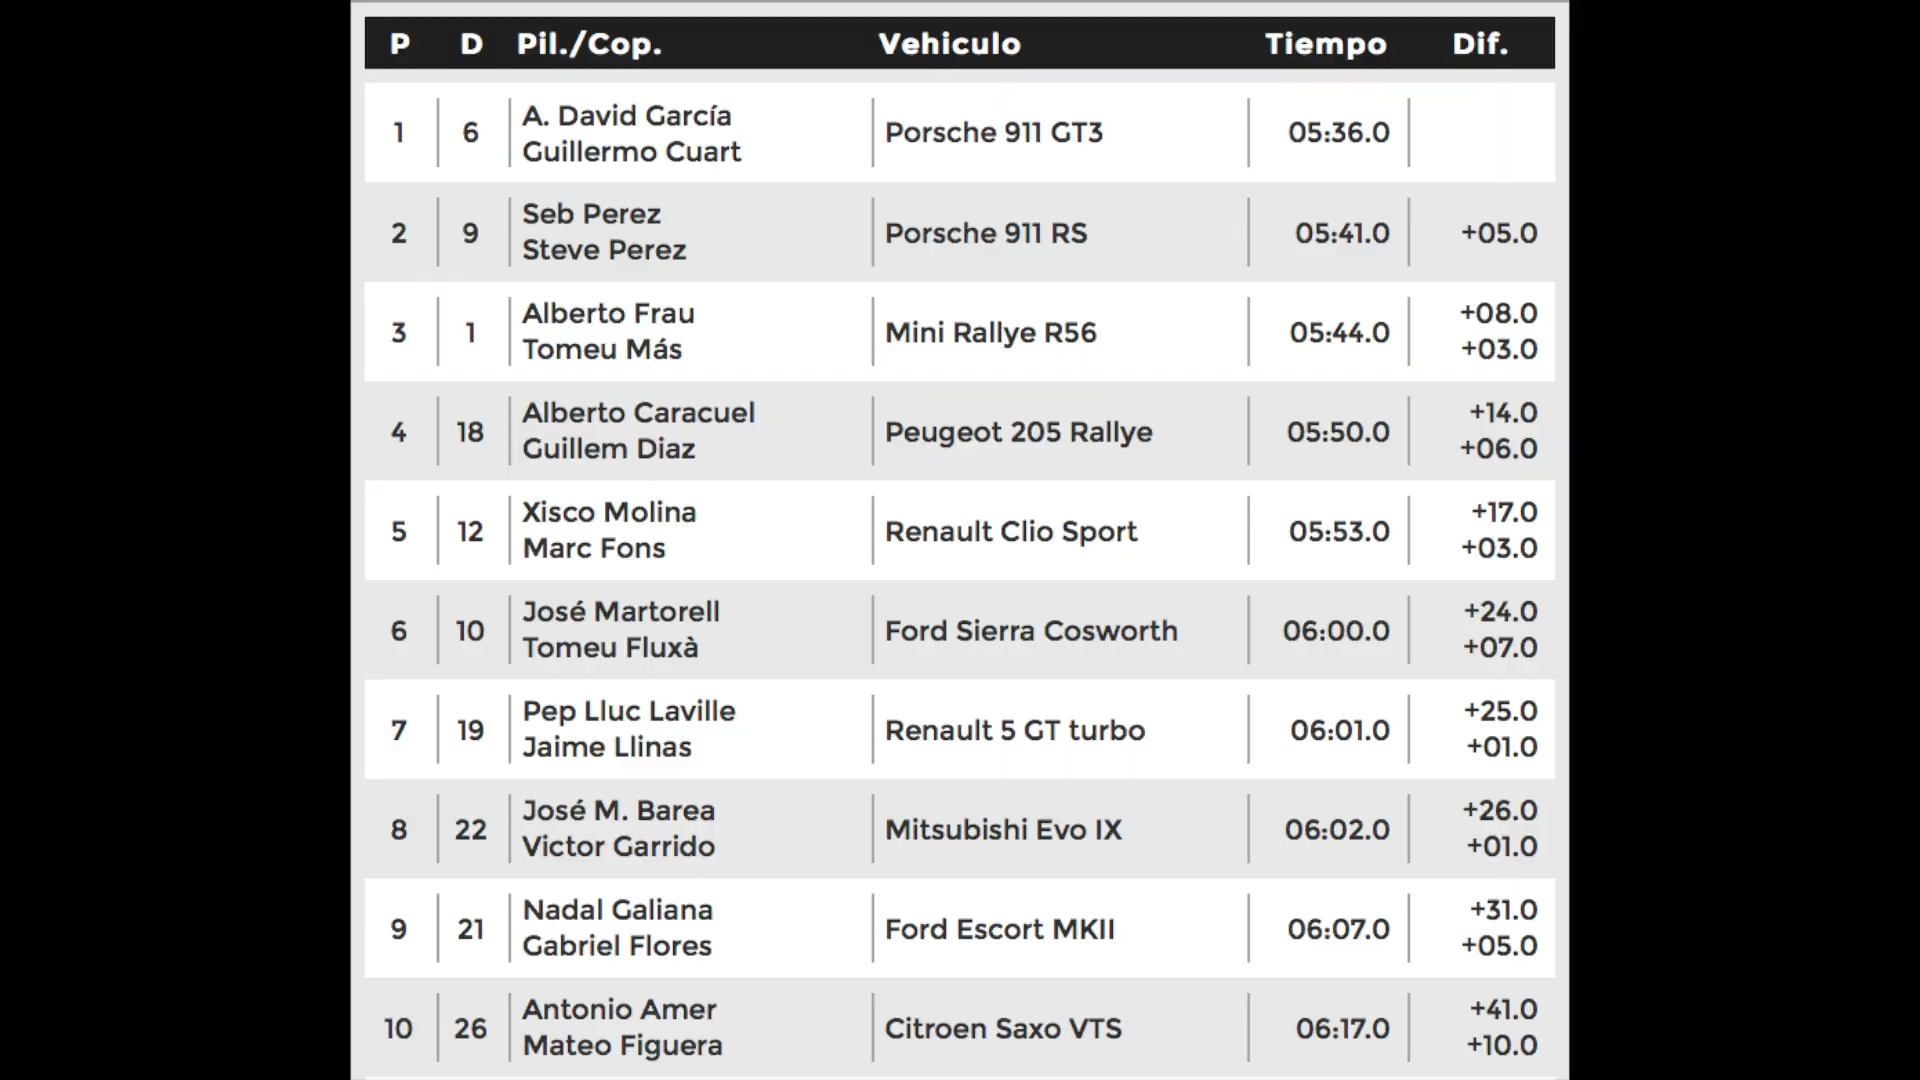 P D Pil./Cop. Vehiculo Tiempo Dif.
1 6 A. David García Porsche 911 GT3 05:36.0
Guillermo Cuart
2 9 Seb Perez Porsche 911 RS 05:41.0 +05.0
Steve Perez
3 1 Alberto Frau Mini Rallye R56 05:44.0 +08.0
Tomeu Más +03.0
4 18 Alberto Caracuel Peugeot 205 Rallye 05:50.0 +14.0
Guillem Diaz +06.0
5 12 Xisco Molina Renault Clio Sport 05:53.0 +17.0
Marc Fons +03.0
6 10 José Martorell Ford Sierra Cosworth 06:00.0 +24.0
Tomeu Fluxà +07.0
7 19 Pep Lluc Laville Renault 5 GT turbo 06:01.0 +25.0
Jaime Llinas +01.0
8 22 José M. Barea Mitsubishi Evo IX 06:02.0 +26.0
Victor Garrido +01.0
9 21 Nadal Galiana Ford Escort MKII 06:07.0 +31.0
Gabriel Flores +05.0
10 26 Antonio Amer Citroen Saxo VTS 06:17.0 +41.0
Mateo Figuera +10.0